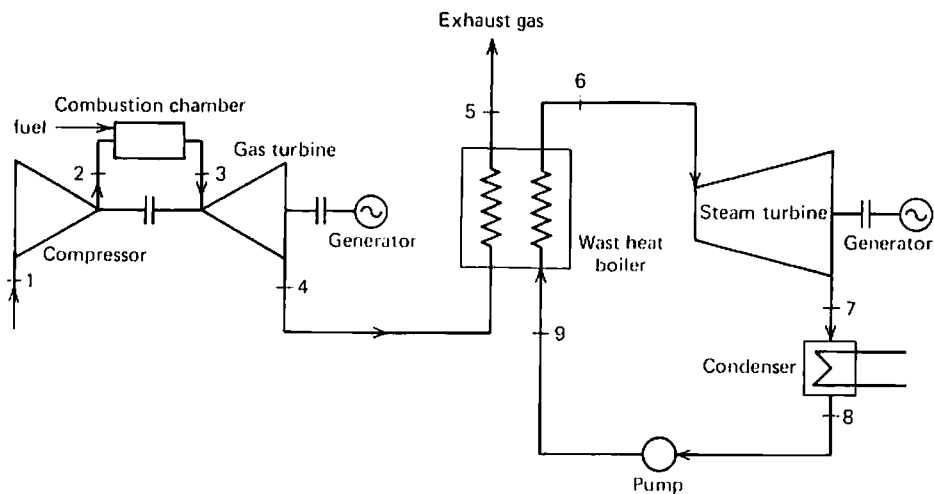 Exhaust gas
5
6
Combustion chamber
fuel
2
3
Gas turbine
Generator
Compressor
1
4
Wast heat
boiler
9
Steam turbine
Generator
7
Condenser
8
Pump